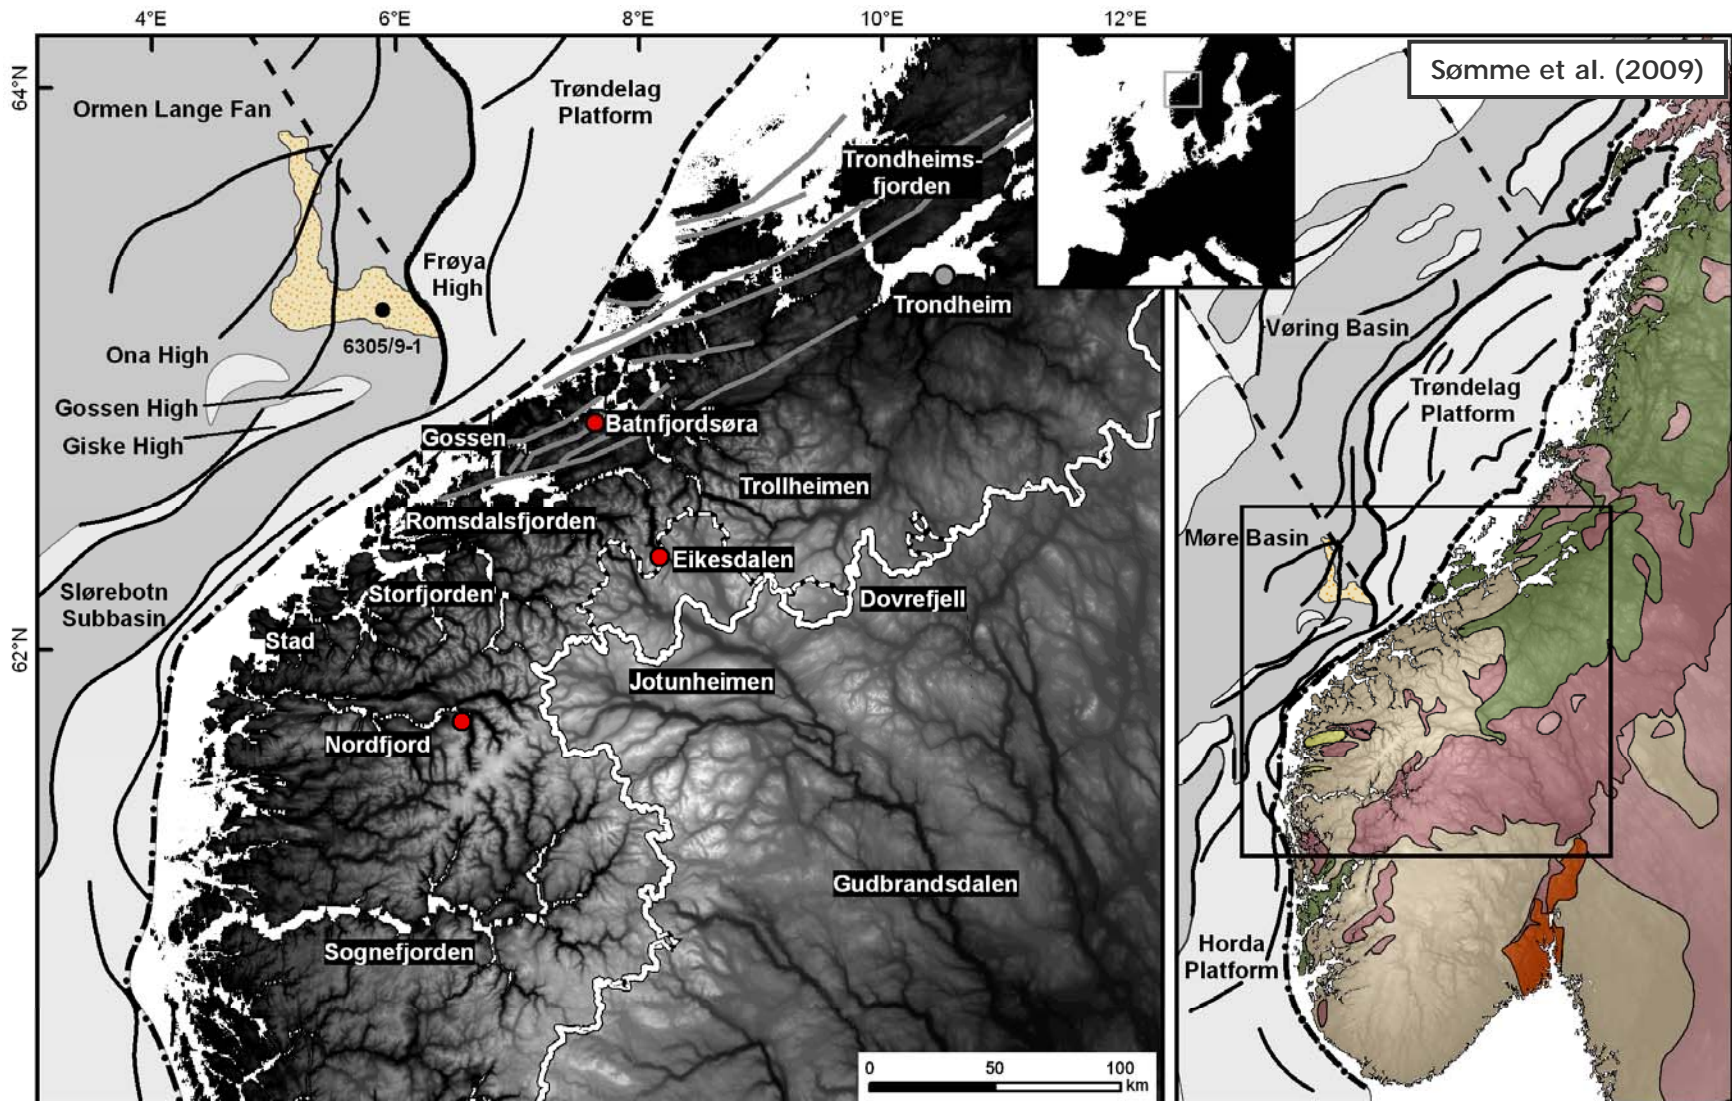 4°E
6°E
8°E
10°E
12°E
64°N
62°N
Sømme et al. (2009)
Ormen Lange Fan
Trøndelag
Platform
Trondheims-
fjorden
Frøya
High
Trondheim
6305/9-1
Ona High
Gossen High
Giske High
Gossen
Batnfjordsøra
Trollheimen
Romsdalsfjorden
Eikesdalen
Slørebotn
Subbasin
Storfjorden
Dovrefjell
Stad
Jotunheimen
Nordfjord
Gudbrandsdalen
Sognefjorden
0
50
100
km
Vøring Basin
Trøndelag
Platform
Møre Basin
Horda
Platform